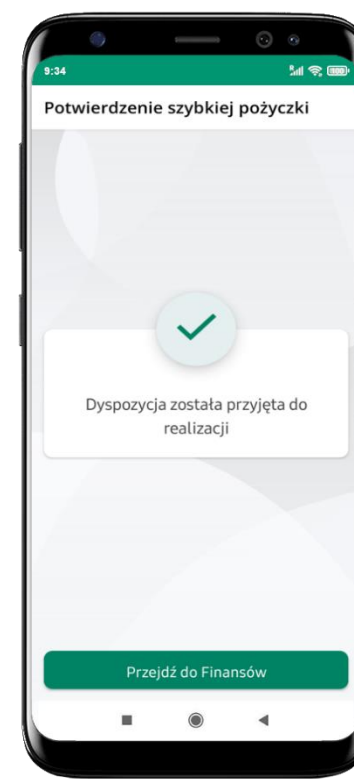 9:34
Potwierdzenie szybkiej pożyczki
Dyspozycja została przyjęta do
realizacji
Przejdź do Finansów